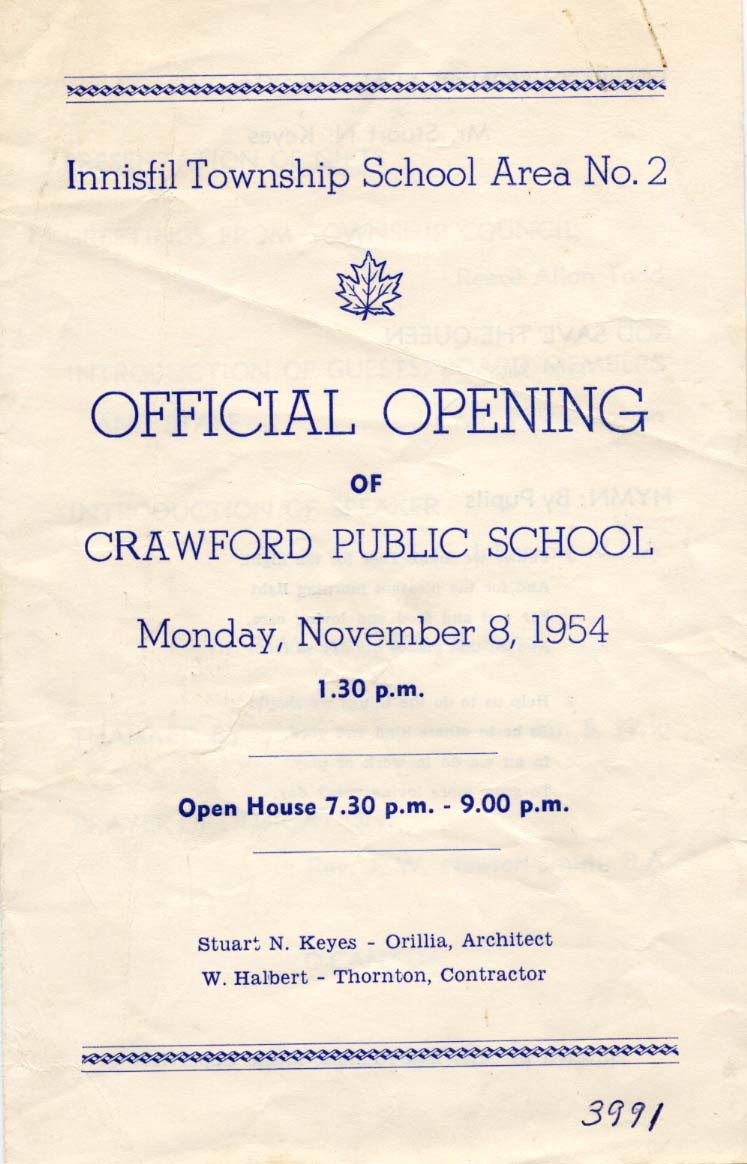 Innisfil Township School Area No. 2
OFFICIAL OPENING
OF
CRAWFORD PUBLIC SCHOOL
Monday, November 8, 1954
1.30 p.m.
Open House 7.30 p.m. - 9.00 p.m.
Stuart N. Keyes - Orillia, Architect
W. Halbert - Thornton, Contractor
3991